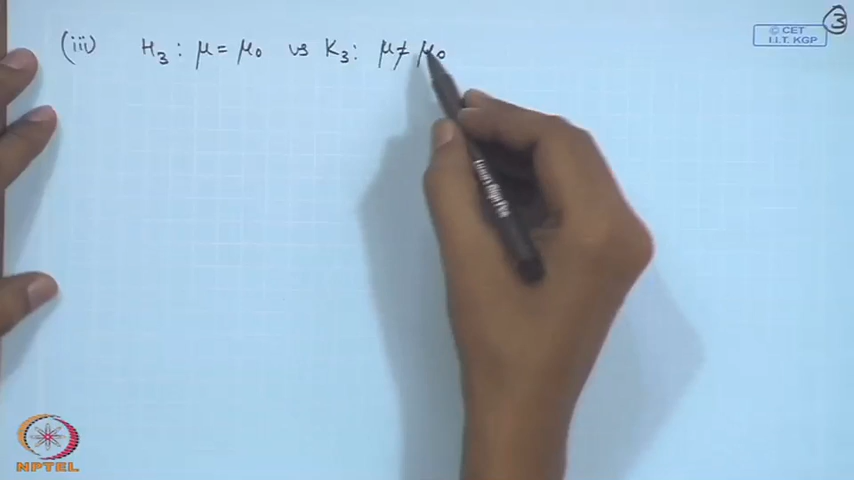 (iii) H₃ : μ = μ₀ vs K₃ : μ ≠ μ₀
3
© CET
I.I.T. KGP
NPTEL